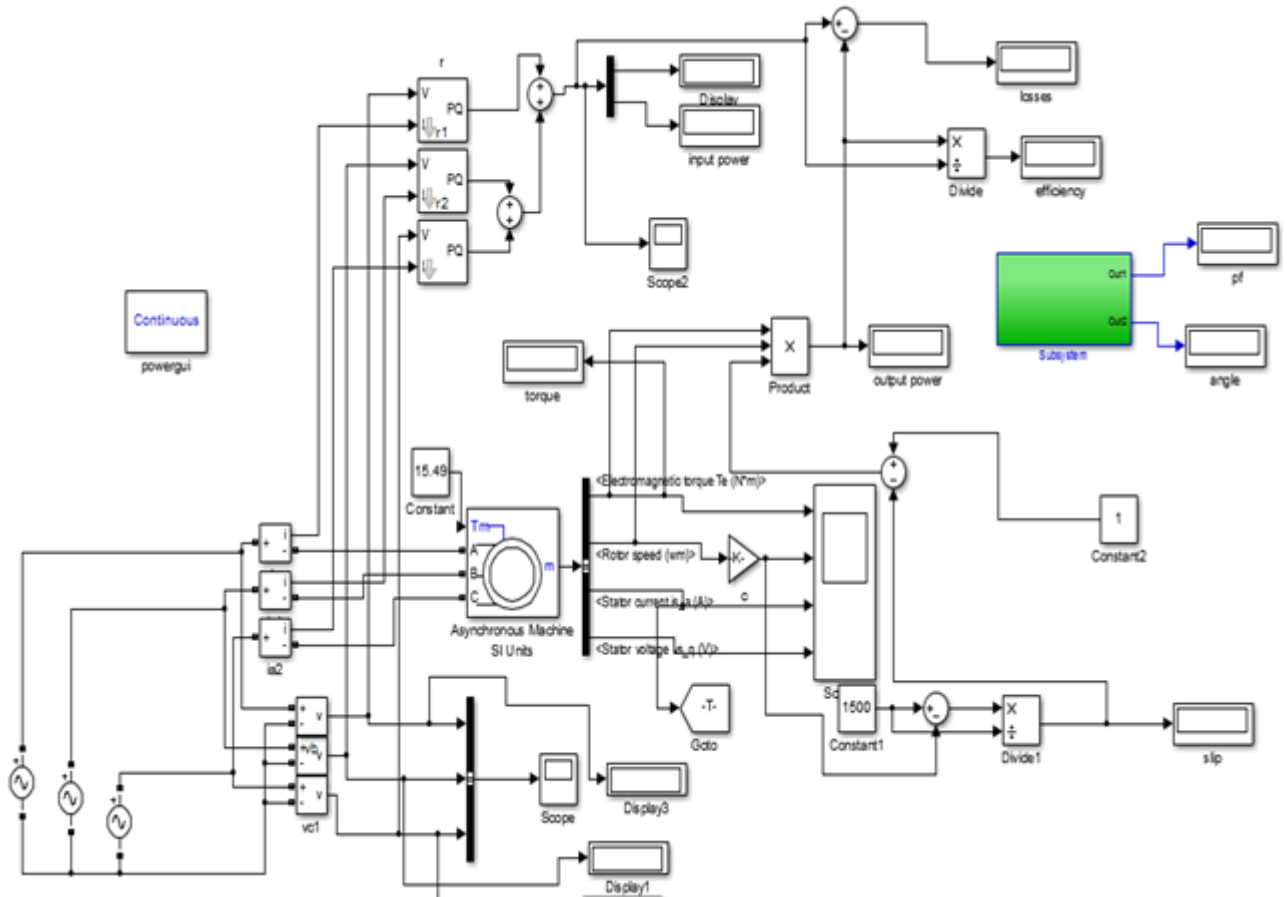 r
V
PQ
I
r1
V
PQ
I
r2
V
PQ
I
Display
input power
Scope2
+
-
losses
X
÷
Divide
efficiency
Out1
Out2
Subsystem
pf
angle
Continuous
powergui
torque
X
Product
output power
15.49
Constant
Tm
A
B
C
m
Asynchronous Machine
SI Units
<Electromagnetic torque Te (N*m)>
<Rotor speed (wm)>
<Stator current is_a (A)>
<Stator voltage vs_q (V)>
-K-
-T-
Goto
1
Constant2
1500
Constant1
X
÷
Divide1
slip
+
i
-
+
i
-
+
i
-
ia2
+
v
-
+
vb
v
-
+
v
-
vc1
Scope
Display3
Display1